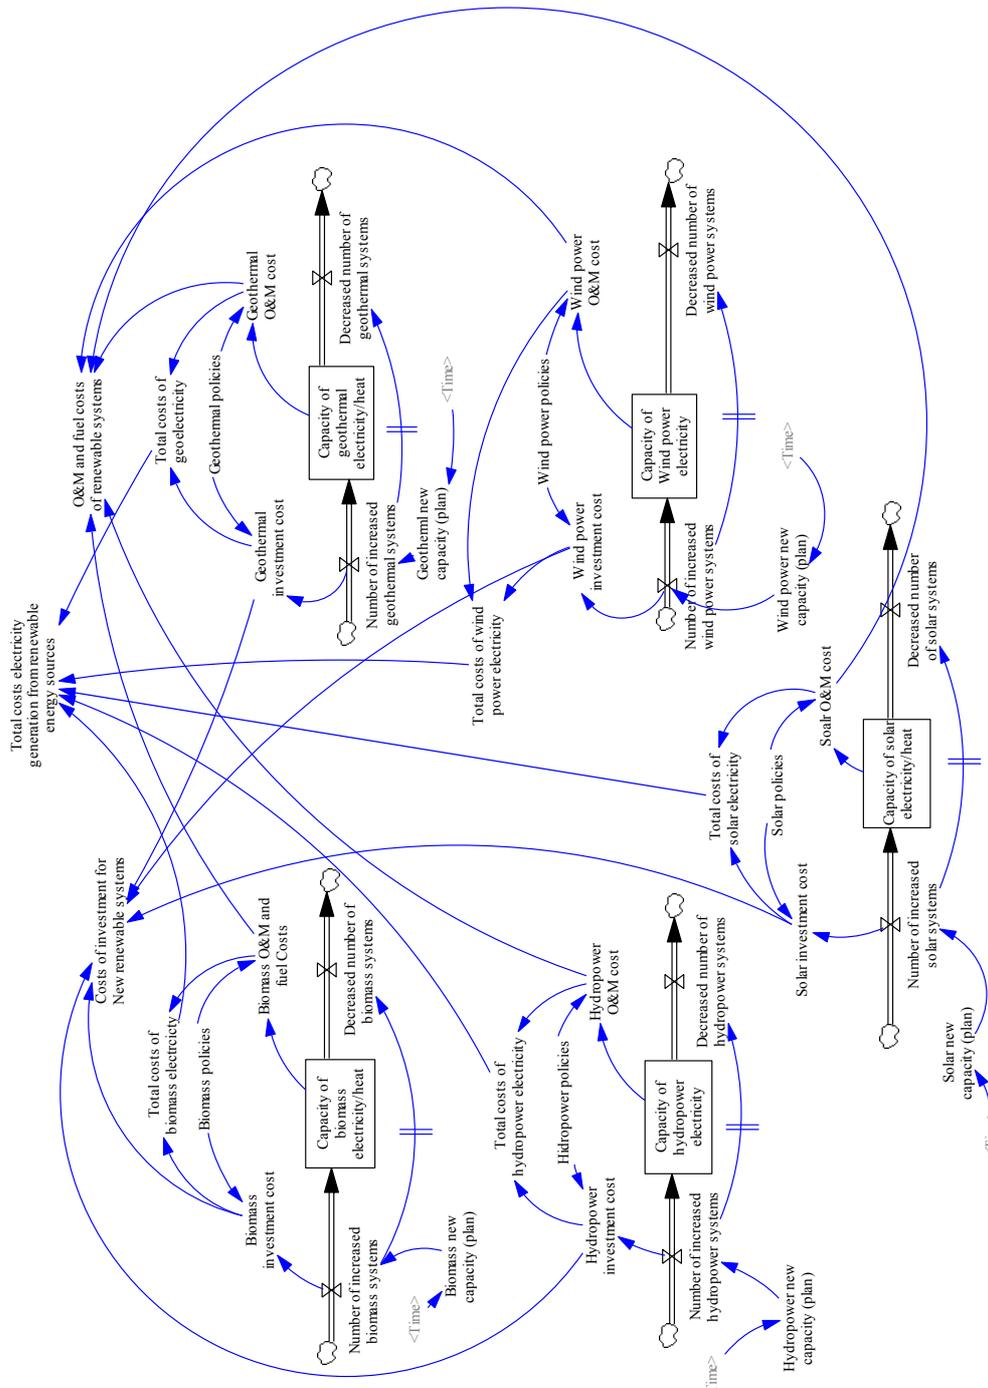 Total costs electricity
generation from renewable
energy sources
Costs of investment for
New renewable systems
O&M and fuel costs
of renewable systems
Total costs of
biomass electrcicty
Biomass policies
Biomass
investment cost
Biomass O&M and
fuel Costs
Capacity of
biomass
electricity/heat
Number of increased
biomass systems
Decreased number of
biomass systems
<Time>
Biomass new
capacity (plan)
Total costs of
geoelectricity
Geothermal policies
Geothermal
investment cost
Geothermal
O&M cost
Capacity of
geothermal
electricity/heat
Number of increased
geothermal systems
Decreased number of
geothermal systems
Geotherml new
capacity (plan)
<Time>
Total costs of
hydropower electricity
Hidropower policies
Hydropower
investment cost
Hydropower
O&M cost
Capacity of
hydropower
electricity
Number of increased
hydropower systems
Decreased number of
hydropower systems
Hydropower new
capacity (plan)
Time>
Total costs of wind
power electricity
Wind power policies
Wind power
investment cost
Wind power
O&M cost
Capacity of
Wind power
electricity
Number of increased
wind power systems
Decreased number of
wind power systems
Wind power new
capacity (plan)
<Time>
Total costs of
solar electricity
Solar policies
Solar investment cost
Soalr O&M cost
Capacity of solar
electricity/heat
Number of increased
solar systems
Decreased number
of solar systems
Solar new
capacity (plan)